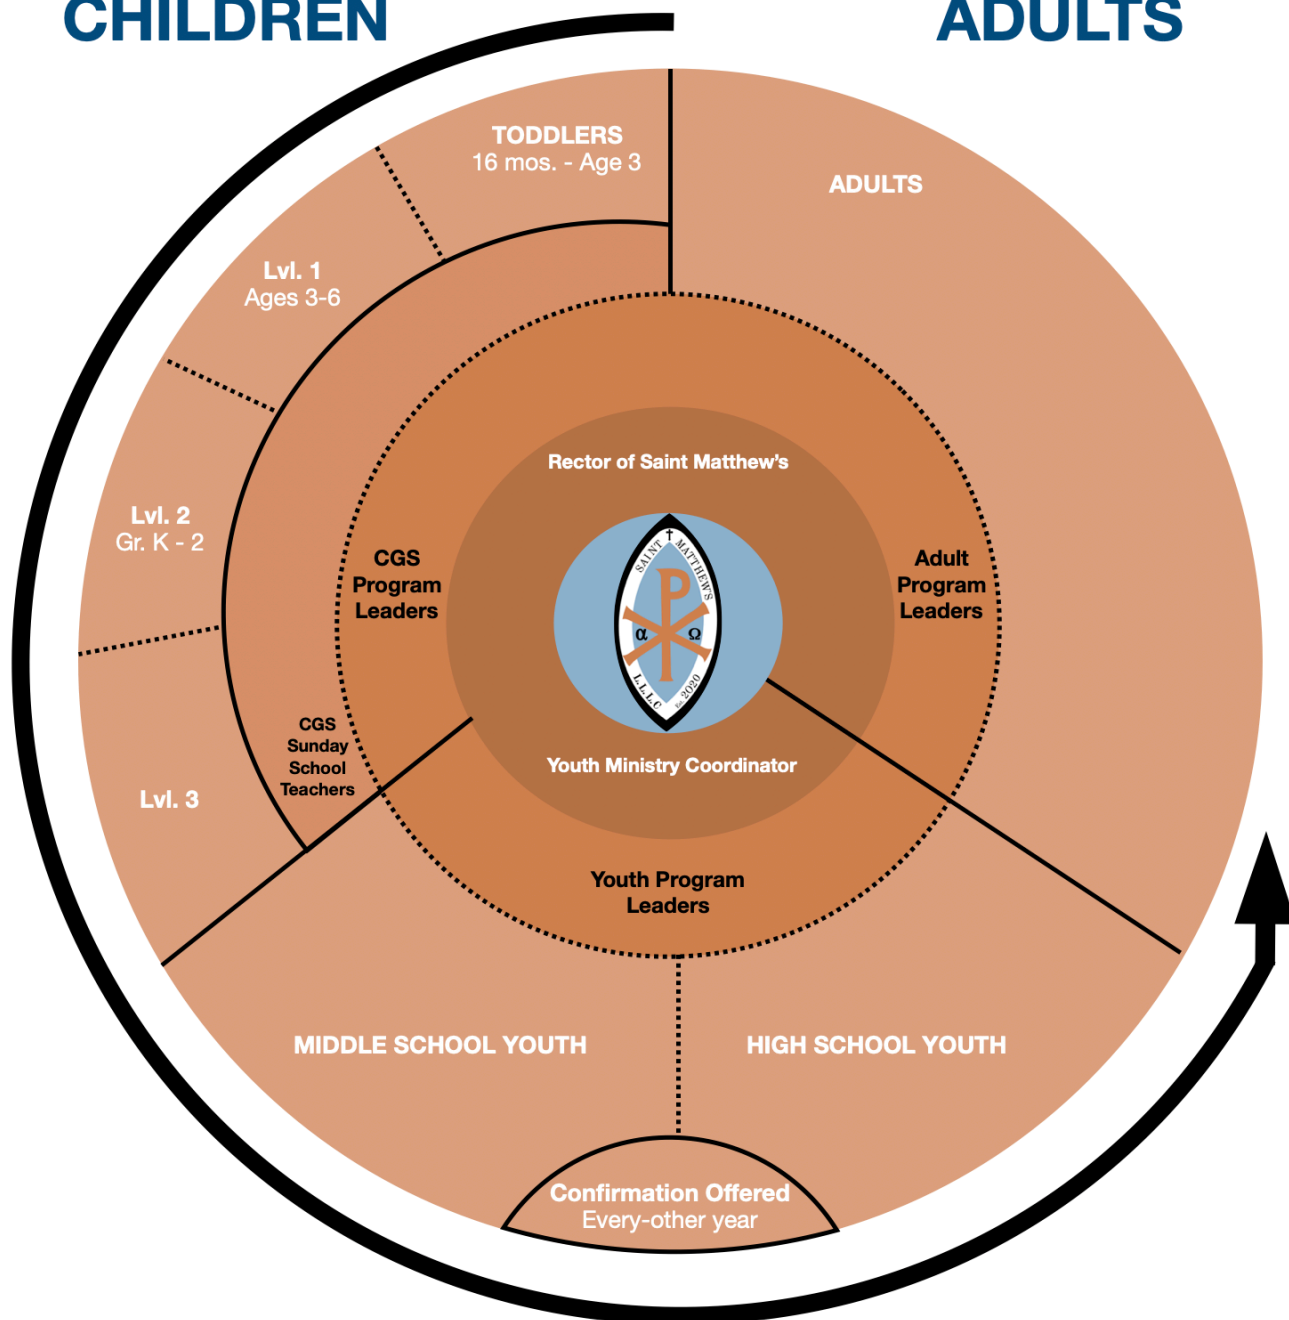 CHILDREN
ADULTS
TODDLERS
16 mos. - Age 3
ADULTS
Lvl. 1
Ages 3-6
Lvl. 2
Gr. K - 2
Lvl. 3
CGS
Sunday
School
Teachers
CGS
Program
Leaders
Rector of Saint Matthew’s
SAINT MATTHEW'S
α Ω
L.L.L.C Est. 2020
Youth Ministry Coordinator
Adult
Program
Leaders
Youth Program
Leaders
MIDDLE SCHOOL YOUTH
HIGH SCHOOL YOUTH
Confirmation Offered
Every-other year